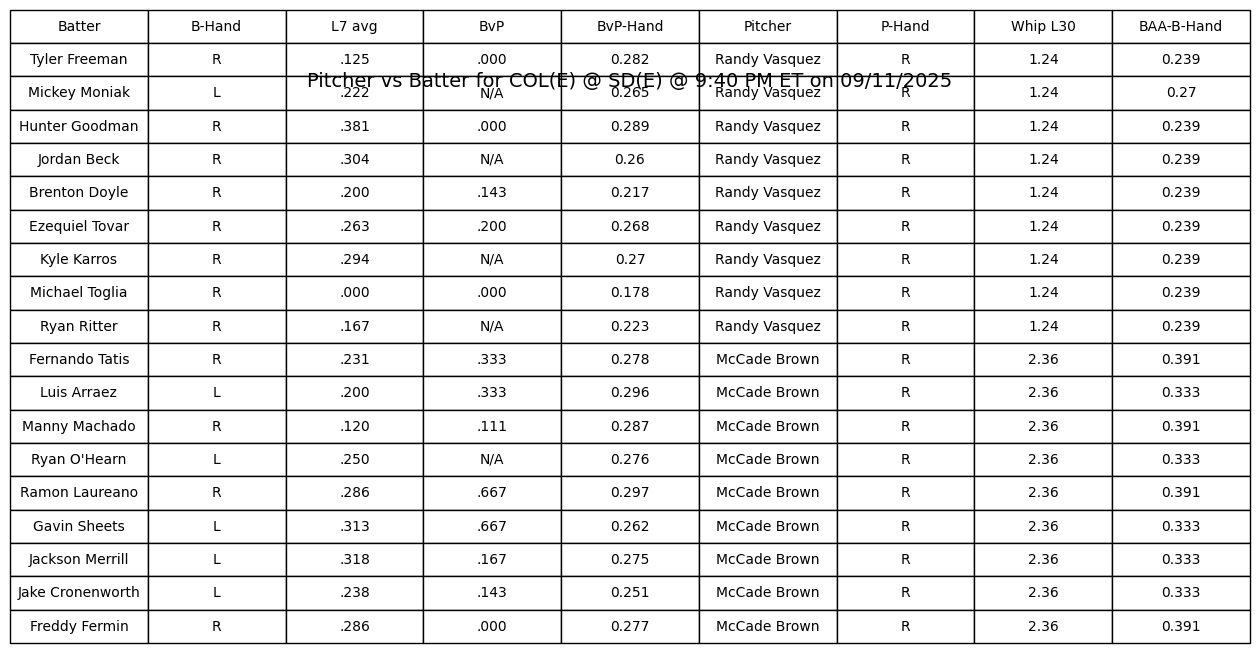 Batter B-Hand L7 avg BvP BvP-Hand Pitcher P-Hand Whip L30 BAA-B-Hand
Tyler Freeman R .125 .000 0.282 Randy Vasquez R 1.24 0.239
Pitcher vs Batter for COL(E) @ SD(E) @ 9:40 PM ET on 09/11/2025
Mickey Moniak L .222 N/A 0.265 Randy Vasquez R 1.24 0.27
Hunter Goodman R .381 .000 0.289 Randy Vasquez R 1.24 0.239
Jordan Beck R .304 N/A 0.26 Randy Vasquez R 1.24 0.239
Brenton Doyle R .200 .143 0.217 Randy Vasquez R 1.24 0.239
Ezequiel Tovar R .263 .200 0.268 Randy Vasquez R 1.24 0.239
Kyle Karros R .294 N/A 0.27 Randy Vasquez R 1.24 0.239
Michael Toglia R .000 .000 0.178 Randy Vasquez R 1.24 0.239
Ryan Ritter R .167 N/A 0.223 Randy Vasquez R 1.24 0.239
Fernando Tatis R .231 .333 0.278 McCade Brown R 2.36 0.391
Luis Arraez L .200 .333 0.296 McCade Brown R 2.36 0.333
Manny Machado R .120 .111 0.287 McCade Brown R 2.36 0.391
Ryan O'Hearn L .250 N/A 0.276 McCade Brown R 2.36 0.333
Ramon Laureano R .286 .667 0.297 McCade Brown R 2.36 0.391
Gavin Sheets L .313 .667 0.262 McCade Brown R 2.36 0.333
Jackson Merrill L .318 .167 0.275 McCade Brown R 2.36 0.333
Jake Cronenworth L .238 .143 0.251 McCade Brown R 2.36 0.333
Freddy Fermin R .286 .000 0.277 McCade Brown R 2.36 0.391